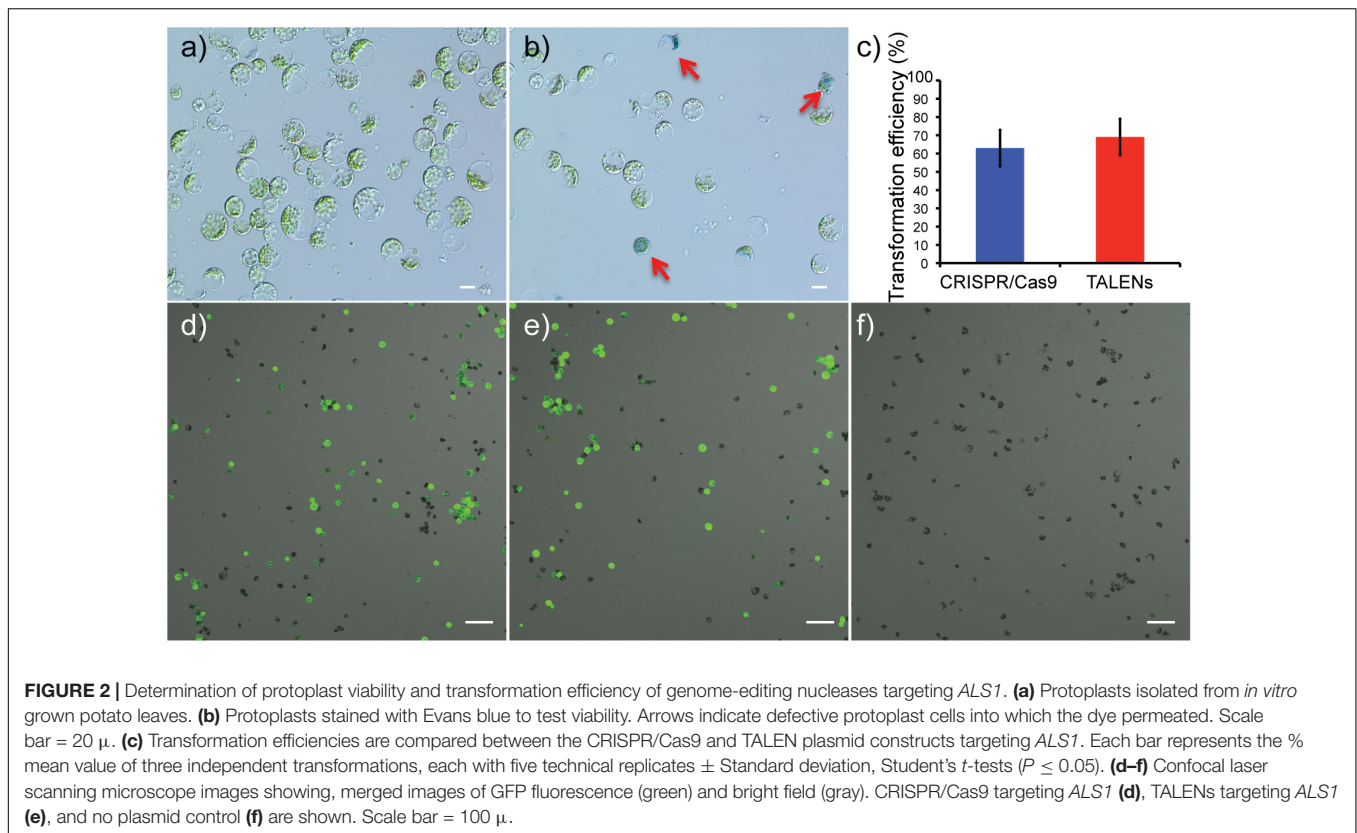 a)
b)
c)
Transformation efficiency (%)
100
90
80
70
60
50
40
30
20
10
0
CRISPR/Cas9
TALENs
d)
e)
f)
FIGURE 2 | Determination of protoplast viability and transformation efficiency of genome-editing nucleases targeting ALS1. (a) Protoplasts isolated from in vitro
grown potato leaves. (b) Protoplasts stained with Evans blue to test viability. Arrows indicate defective protoplast cells into which the dye permeated. Scale
bar = 20 μ. (c) Transformation efficiencies are compared between the CRISPR/Cas9 and TALEN plasmid constructs targeting ALS1. Each bar represents the %
mean value of three independent transformations, each with five technical replicates ± Standard deviation, Student's t-tests (P ≤ 0.05). (d–f) Confocal laser
scanning microscope images showing, merged images of GFP fluorescence (green) and bright field (gray). CRISPR/Cas9 targeting ALS1 (d), TALENs targeting ALS1
(e), and no plasmid control (f) are shown. Scale bar = 100 μ.